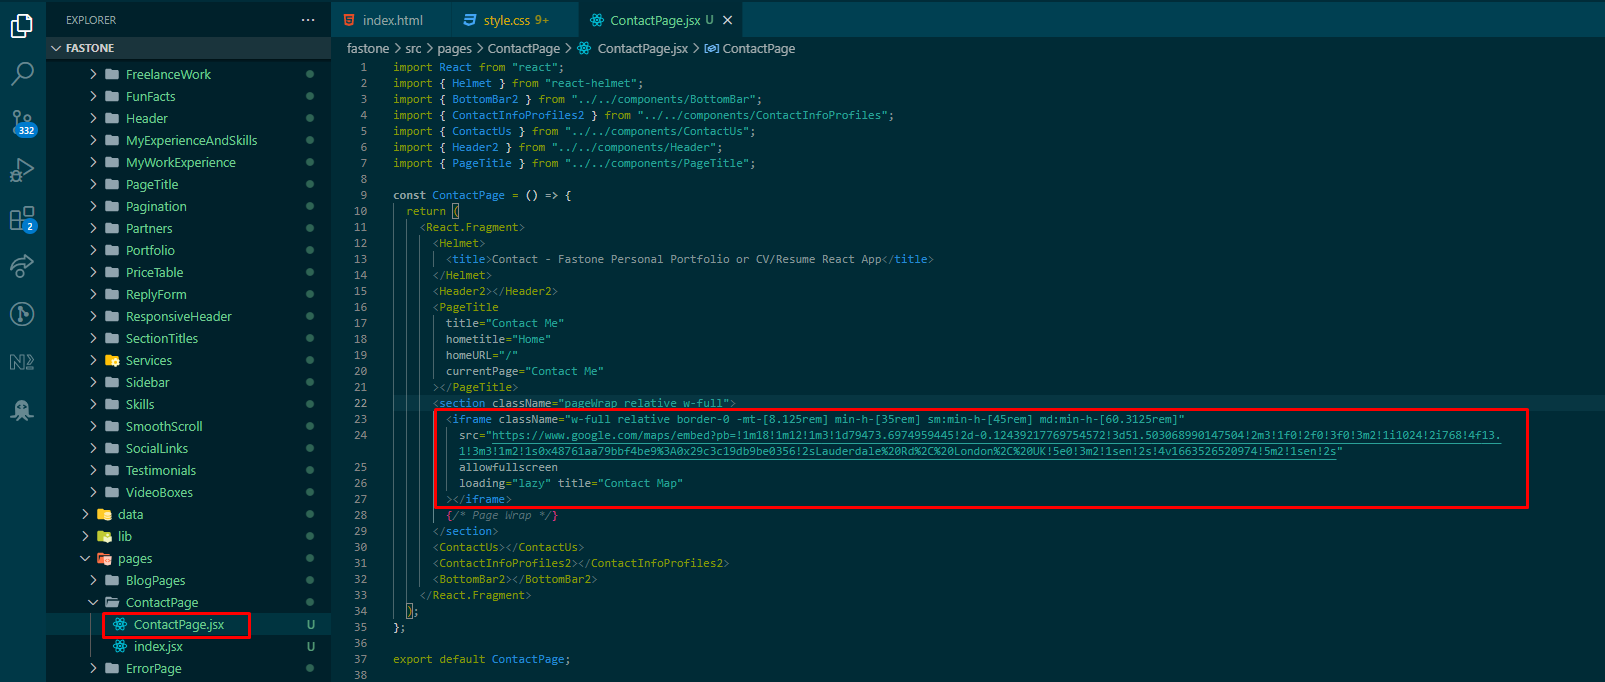 EXPLORER
index.html
style.css 9+
ContactPage.jsx U
FASTONE
fastone > src > pages > ContactPage > ContactPage.jsx > ContactPage
332
2
FreelanceWork
FunFacts
Header
MyExperienceAndSkills
MyWorkExperience
PageTitle
Pagination
Partners
Portfolio
PriceTable
ReplyForm
ResponsiveHeader
SectionTitles
Services
Sidebar
Skills
SmoothScroll
SocialLinks
Testimonials
VideoBoxes
data
lib
pages
BlogPages
ContactPage
ContactPage.jsx U
index.jsx U
ErrorPage
1 import React from "react";
2 import { Helmet } from "react-helmet";
3 import { BottomBar2 } from "../../components/BottomBar";
4 import { ContactInfoProfiles2 } from "../../components/ContactInfoProfiles";
5 import { ContactUs } from "../../components/ContactUs";
6 import { Header2 } from "../../components/Header";
7 import { PageTitle } from "../../components/PageTitle";
8
9 const ContactPage = () => {
10 return (
11 <React.Fragment>
12 <Helmet>
13 <title>Contact - Fastone Personal Portfolio or CV/Resume React App</title>
14 </Helmet>
15 <Header2></Header2>
16 <PageTitle
17 title="Contact Me"
18 hometitle="Home"
19 homeURL="/"
20 currentPage="Contact Me"
21 ></PageTitle>
22 <section className="pageWrap relative w-full">
23 <iframe className="w-full relative border-0 -mt-[8.125rem] min-h-[35rem] sm:min-h-[45rem] md:min-h-[60.3125rem]"
24 src="https://www.google.com/maps/embed?pb=!1m18!1m12!1m3!1d79473.6974959445!2d-0.12439217769754572!3d51.503068990147504!2m3!1f0!2f0!3f0!3m2!1i1024!2i768!4f13.
1!3m3!1m2!1s0x48761aa79bbf4be9%3A0x29c3c19db9be0356!2sLauderdale%20Rd%2C%20London%2C%20UK!5e0!3m2!1sen!2s!4v1663526520974!5m2!1sen!2s"
25 allowfullscreen
26 loading="lazy" title="Contact Map"
27 ></iframe>
28 {/* Page Wrap */}
29 </section>
30 <ContactUs></ContactUs>
31 <ContactInfoProfiles2></ContactInfoProfiles2>
32 <BottomBar2></BottomBar2>
33 </React.Fragment>
34 );
35 };
36
37 export default ContactPage;
38